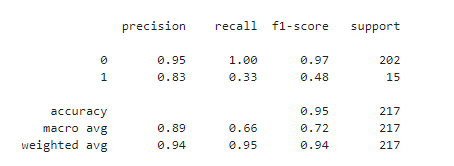 precision recall f1-score support
0 0.95 1.00 0.97 202
1 0.83 0.33 0.48 15
accuracy 0.95 217
macro avg 0.89 0.66 0.72 217
weighted avg 0.94 0.95 0.94 217